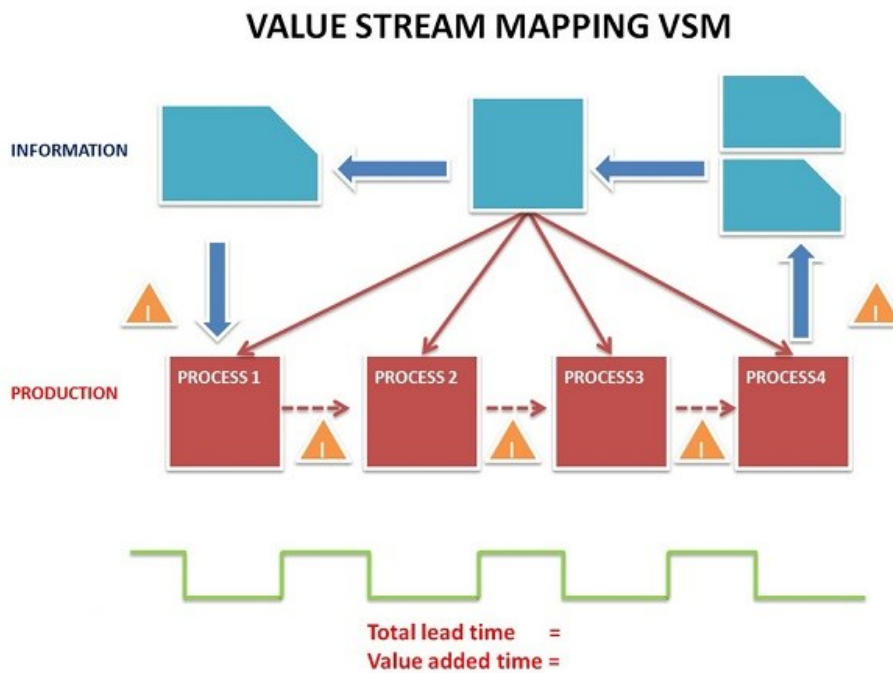 VALUE STREAM MAPPING VSM
INFORMATION
I
I
PROCESS 1
PROCESS 2
PROCESS3
PROCESS4
PRODUCTION
I
I
I
Total lead time =
Value added time =